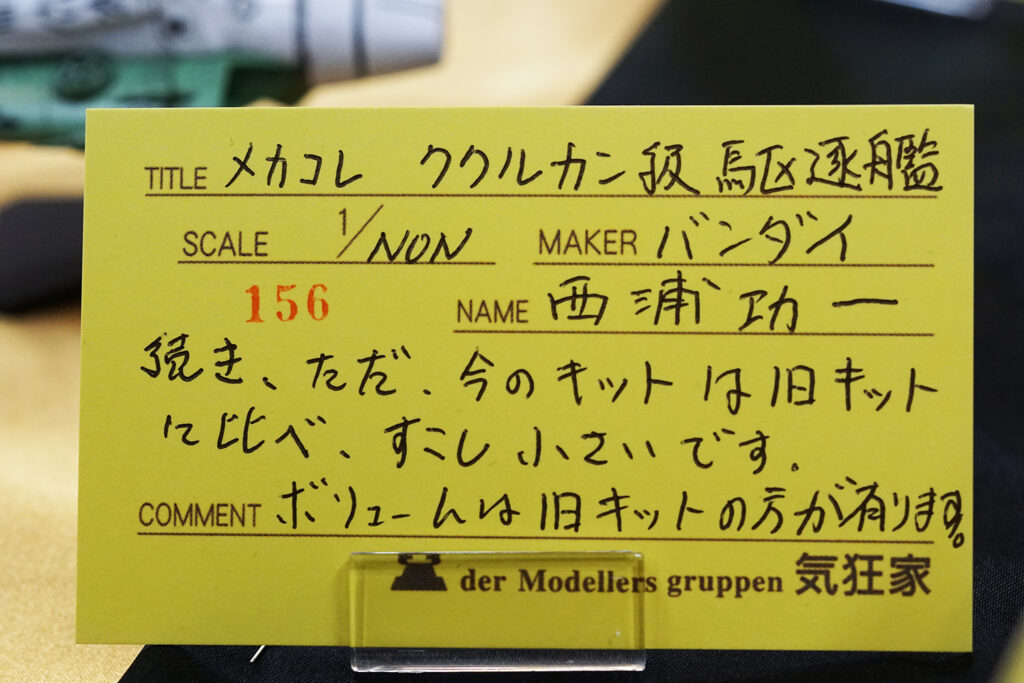 TITLE メカコレ ククルカン級駆逐艦
SCALE 1/NON MAKER バンダイ
156 NAME 西浦功一
続き、ただ、今のキットは旧キット
に比べ、すこし小さいです。
COMMENT ボリュームは旧キットの方が有ります。
der Modellers gruppen 気狂家